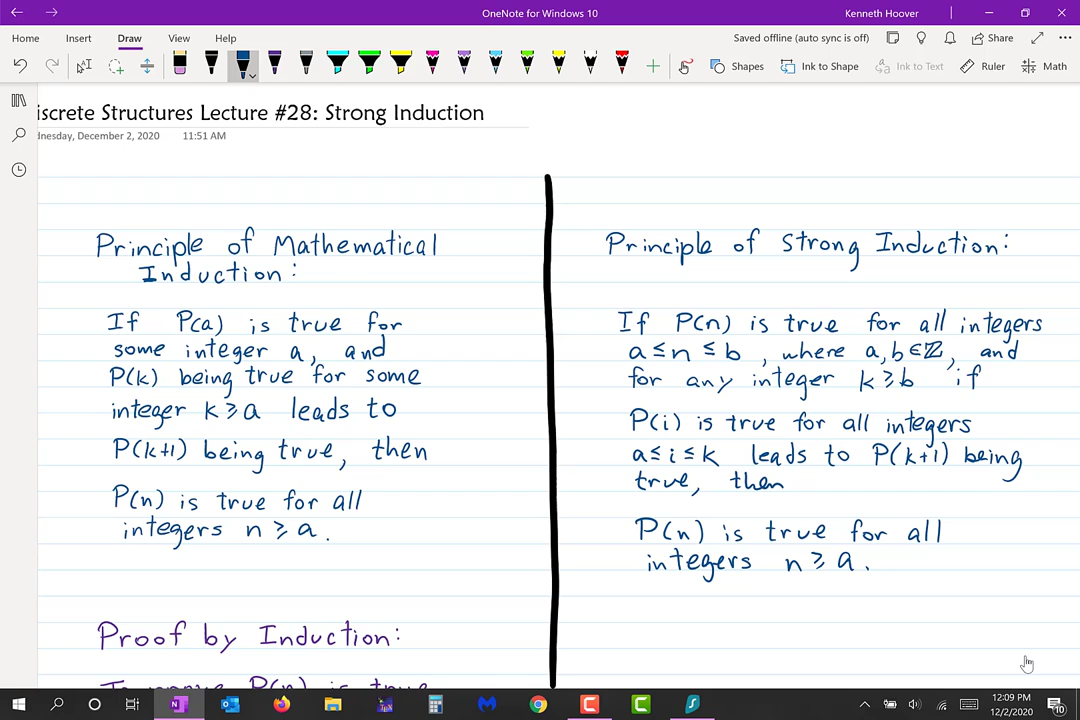 OneNote for Windows 10
Kenneth Hoover
Home Insert Draw View Help
Saved offline (auto sync is off)
Share
Shapes Ink to Shape Ink to Text Ruler Math
iscrete Structures Lecture #28: Strong Induction
dnesday, December 2, 2020 11:51 AM
Principle of Mathematical
Induction:
If P(a) is true for
some integer a, and
P(k) being true for some
integer k ≥ a leads to
P(k+1) being true, then
P(n) is true for all
integers n ≥ a.
Proof by Induction:
To prove P(n) is true
Principle of Strong Induction:
If P(n) is true for all integers
a ≤ n ≤ b, where a, b ∈ ℤ, and
for any integer k ≥ b if
P(i) is true for all integers
a ≤ i ≤ k leads to P(k+1) being
true, then
P(n) is true for all
integers n ≥ a.
12:09 PM
12/2/2020
10